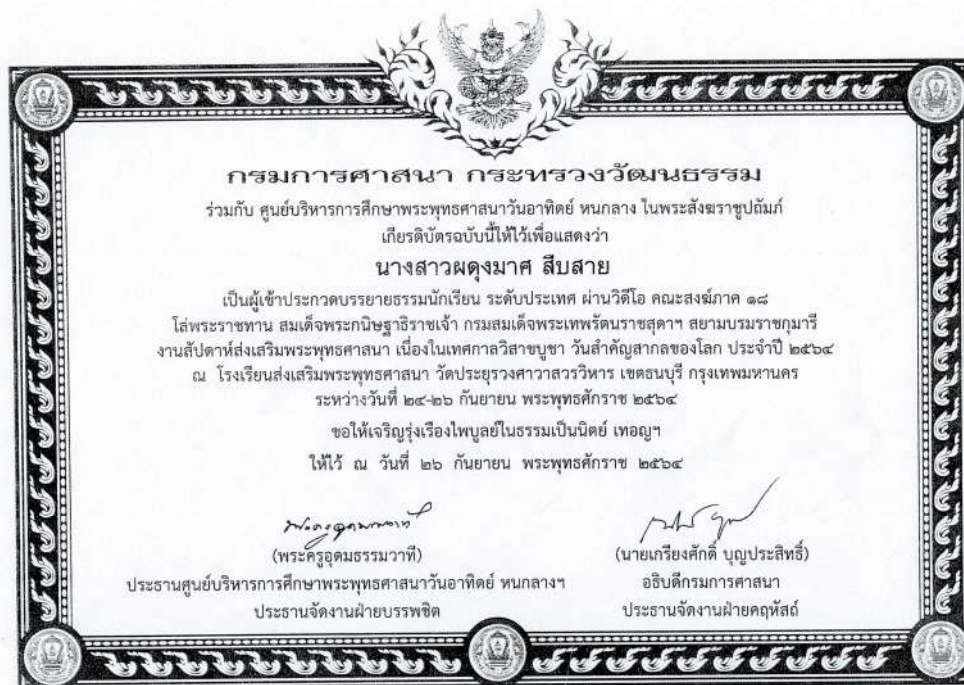 กรมการศาสนา กระทรวงวัฒนธรรม
ร่วมกับ ศูนย์บริหารการศึกษาพระพุทธศาสนาวันอาทิตย์ หนกลาง ในพระสังฆราชูปถัมภ์
เกียรติบัตรฉบับนี้ให้ไว้เพื่อแสดงว่า
นางสาวผดุงมาศ สืบสาย
เป็นผู้เข้าประกวดบรรยายธรรมนักเรียน ระดับประเทศ ผ่านวิดีโอ คณะสงฆ์ภาค ๑๘
โล่พระราชทาน สมเด็จพระกนิษฐาธิราชเจ้า กรมสมเด็จพระเทพรัตนราชสุดาฯ สยามบรมราชกุมารี
งานสัปดาห์ส่งเสริมพระพุทธศาสนา เนื่องในเทศกาลวิสาขบูชา วันสำคัญสากลของโลก ประจำปี ๒๕๖๔
ณ โรงเรียนส่งเสริมพระพุทธศาสนา วัดประยุรวงศาวาสวรวิหาร เขตธนบุรี กรุงเทพมหานคร
ระหว่างวันที่ ๒๔-๒๖ กันยายน พระพุทธศักราช ๒๕๖๔
ขอให้เจริญรุ่งเรืองไพบูลย์ในธรรมเป็นนิตย์ เทอญฯ
ให้ไว้ ณ วันที่ ๒๖ กันยายน พระพุทธศักราช ๒๕๖๔
(พระครูอุดมธรรมวาที)
ประธานศูนย์บริหารการศึกษาพระพุทธศาสนาวันอาทิตย์ หนกลางฯ
ประธานจัดงานฝ่ายบรรพชิต
(นายเกรียงศักดิ์ บุญประสิทธิ์)
อธิบดีกรมการศาสนา
ประธานจัดงานฝ่ายคฤหัสถ์